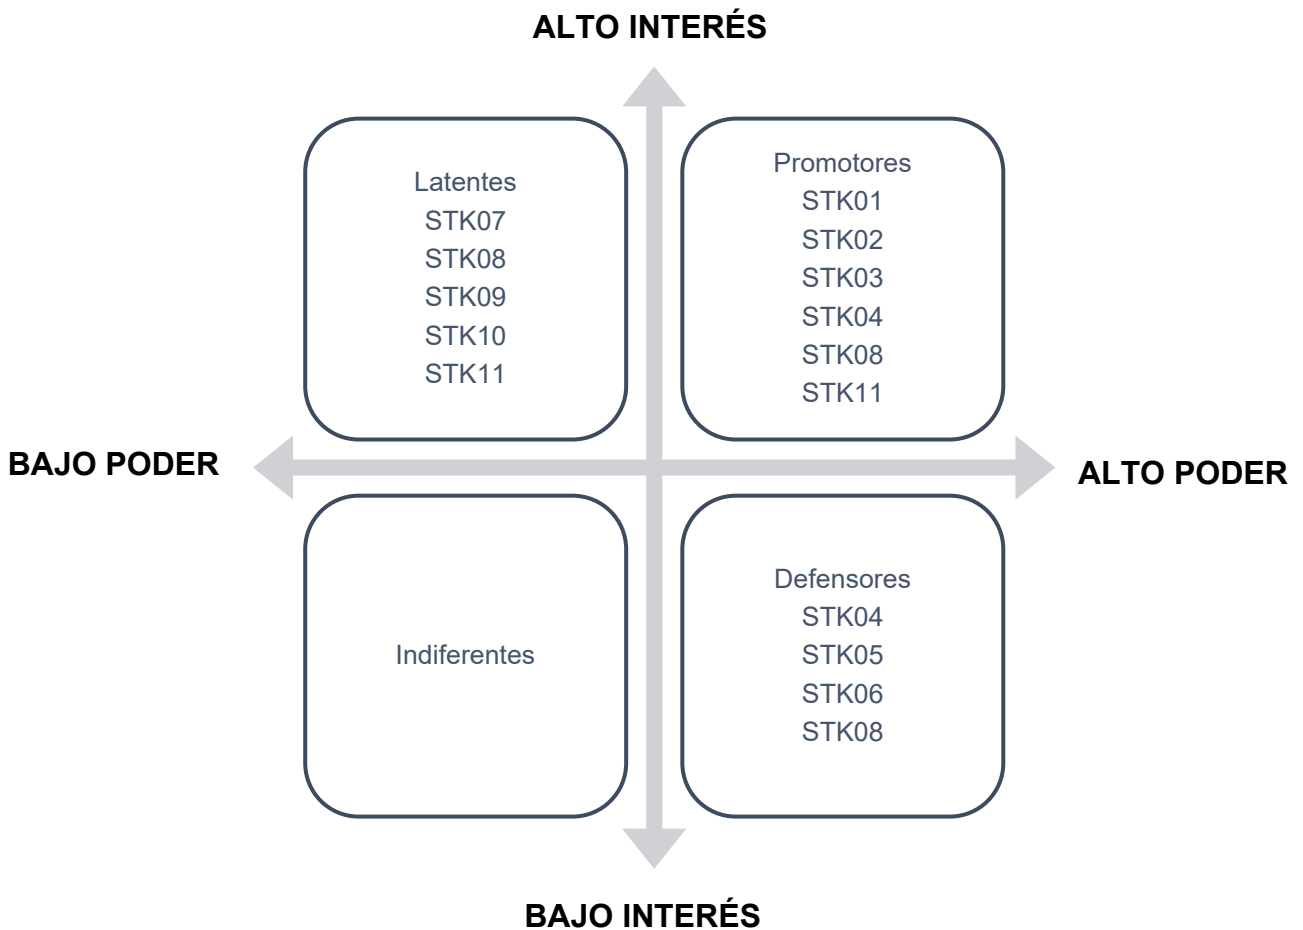 ALTO INTERÉS
Latentes
STK07
STK08
STK09
STK10
STK11
Promotores
STK01
STK02
STK03
STK04
STK08
STK11
BAJO PODER
ALTO PODER
Indiferentes
Defensores
STK04
STK05
STK06
STK08
BAJO INTERÉS